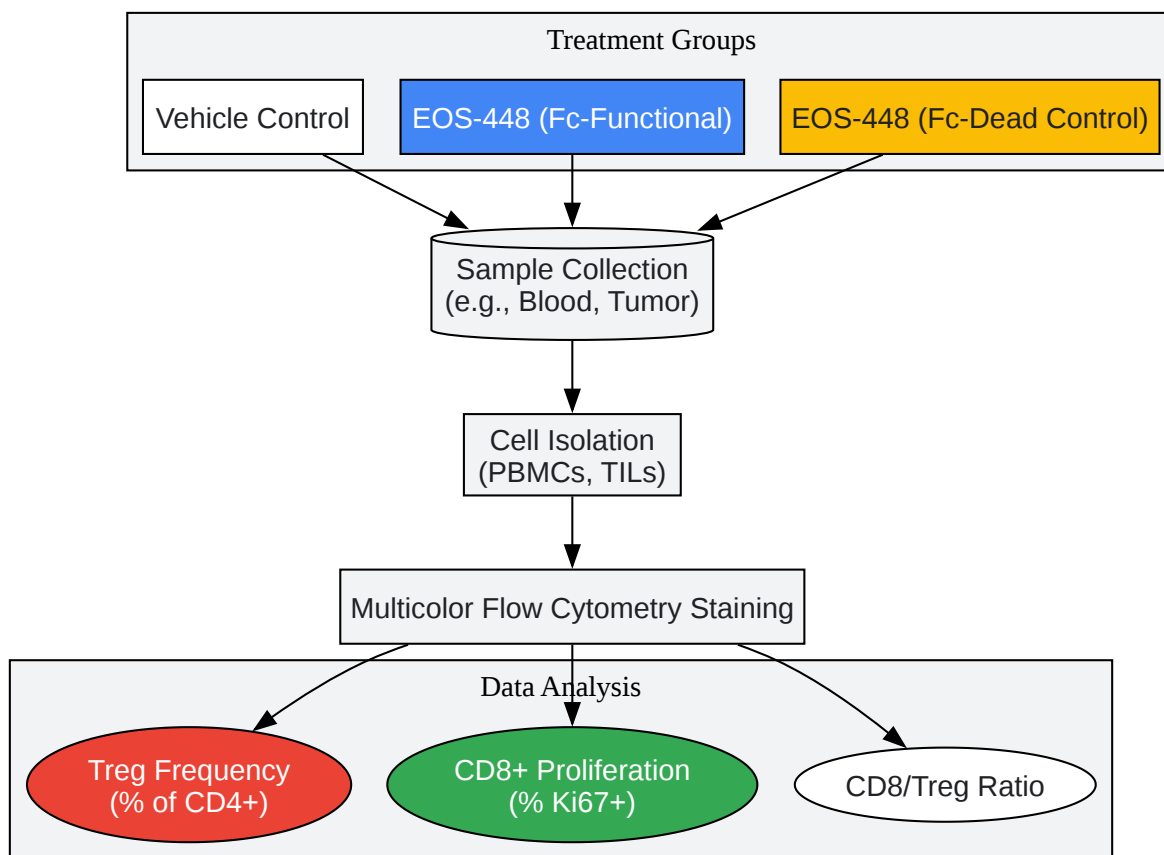 Treatment Groups
Vehicle Control
EOS-448 (Fc-Functional)
EOS-448 (Fc-Dead Control)
Sample Collection
(e.g., Blood, Tumor)
Cell Isolation
(PBMCs, TILs)
Multicolor Flow Cytometry Staining
Data Analysis
Treg Frequency
(% of CD4+)
CD8+ Proliferation
(% Ki67+)
CD8/Treg Ratio